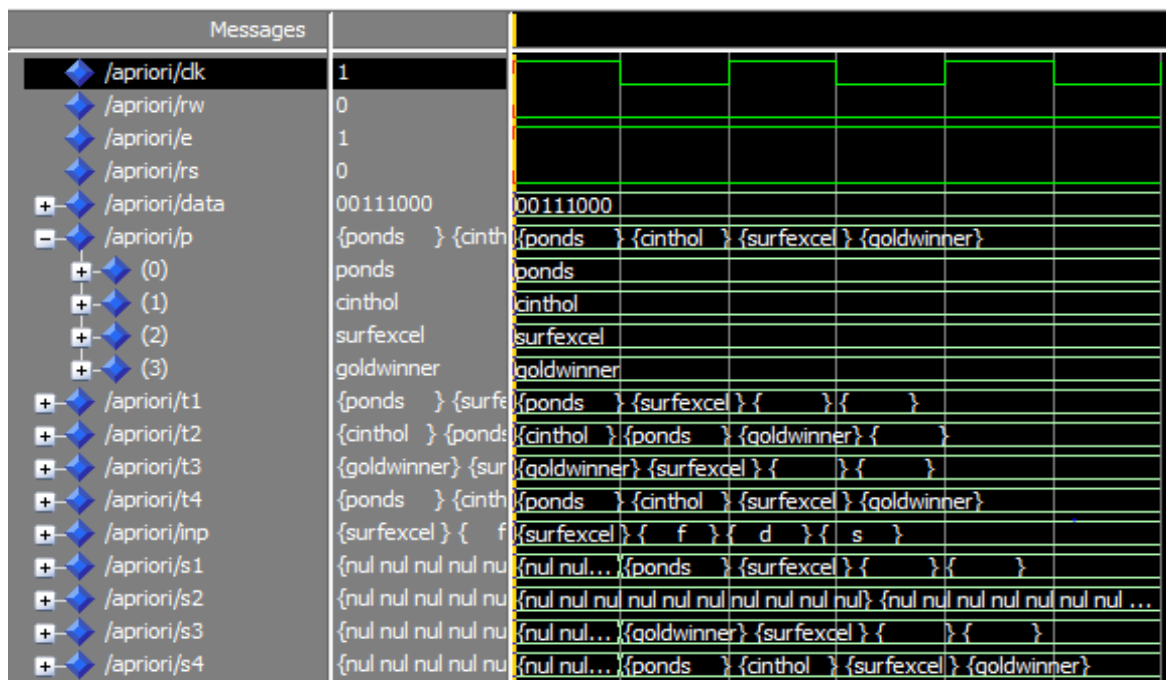 Messages
/apriori/clk 1
/apriori/rw 0
/apriori/e 1
/apriori/rs 0
/apriori/data 00111000 00111000
/apriori/p {ponds } {cinth {ponds } {cinthol } {surfexcel } {goldwinner}
(0) ponds ponds
(1) cinthol cinthol
(2) surfexcel surfexcel
(3) goldwinner goldwinner
/apriori/t1 {ponds } {surfe {ponds } {surfexcel } { } { }
/apriori/t2 {cinthol } {ponds {cinthol } {ponds } {goldwinner} { }
/apriori/t3 {goldwinner} {sur {goldwinner} {surfexcel } { } { }
/apriori/t4 {ponds } {cinth {ponds } {cinthol } {surfexcel } {goldwinner}
/apriori/inp {surfexcel } { f {surfexcel } { f } { d } { s }
/apriori/s1 {nul nul nul nul nu {nul nul... {ponds } {surfexcel } { } { }
/apriori/s2 {nul nul nul nul nu {nul nul nul nul nul nul nul nul nul nul} {nul nul nul nul nul nul ...
/apriori/s3 {nul nul nul nul nu {nul nul... {goldwinner} {surfexcel } { } { }
/apriori/s4 {nul nul nul nul nu {nul nul... {ponds } {cinthol } {surfexcel } {goldwinner}